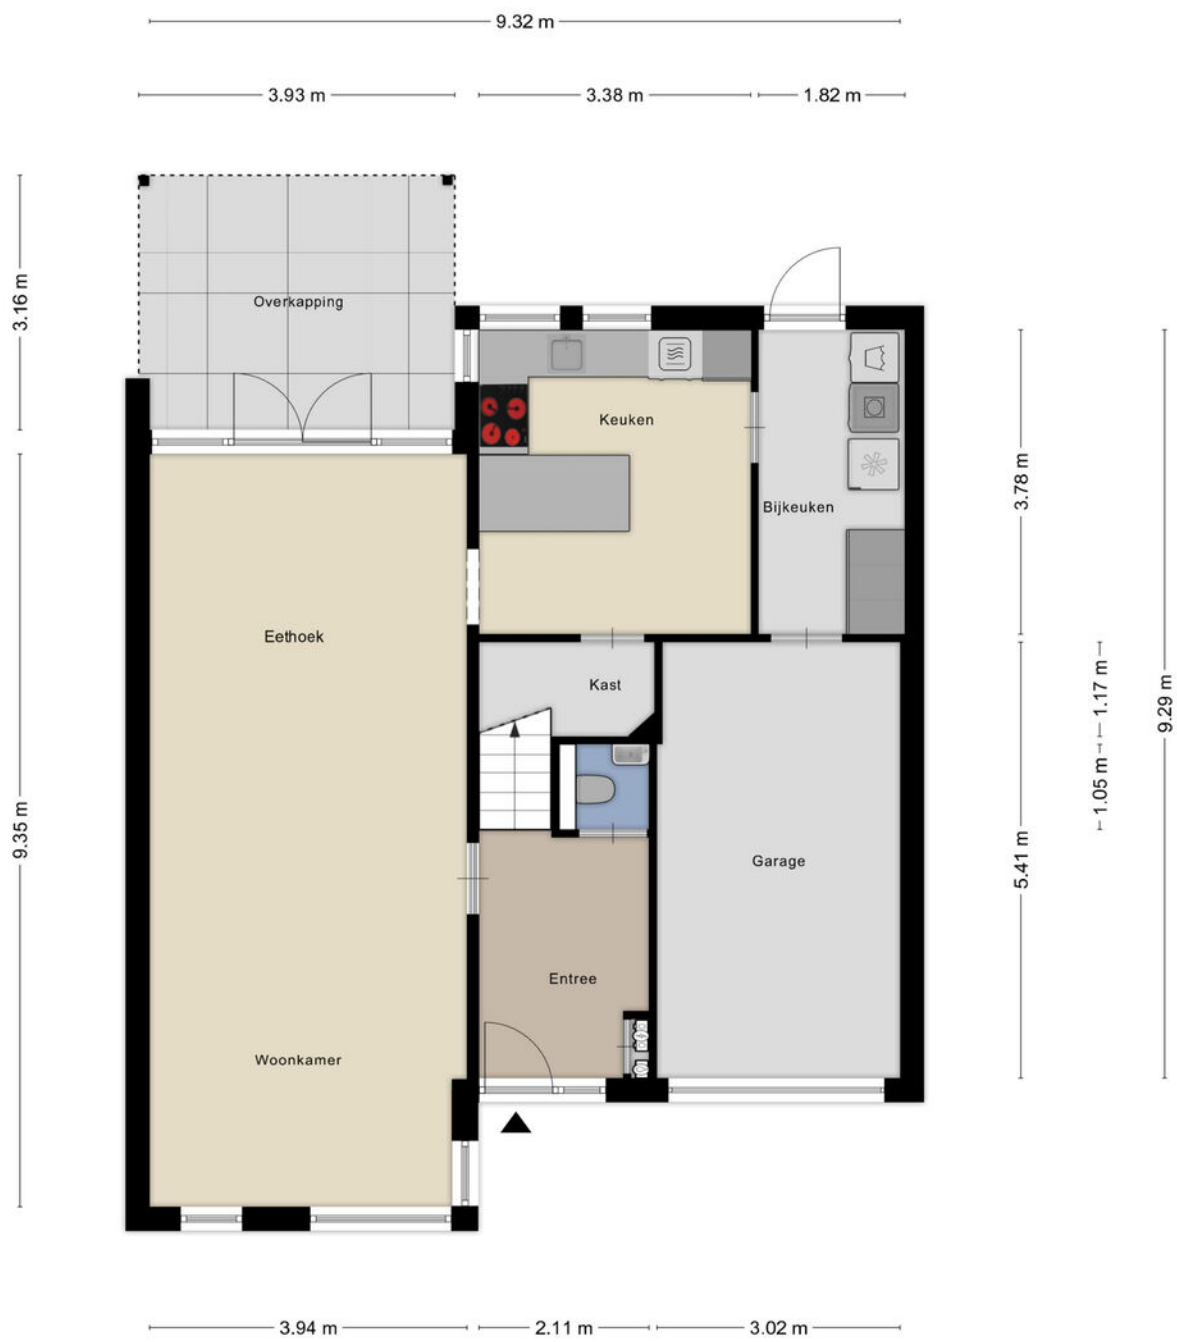 9.32 m
3.93 m
3.38 m
1.82 m
3.16 m
Overkapping
Keuken
3.78 m
Bijkeuken
Eethoek
Kast
1.17 m
9.29 m
1.05 m
9.35 m
5.41 m
Garage
Entree
Woonkamer
3.94 m
2.11 m
3.02 m